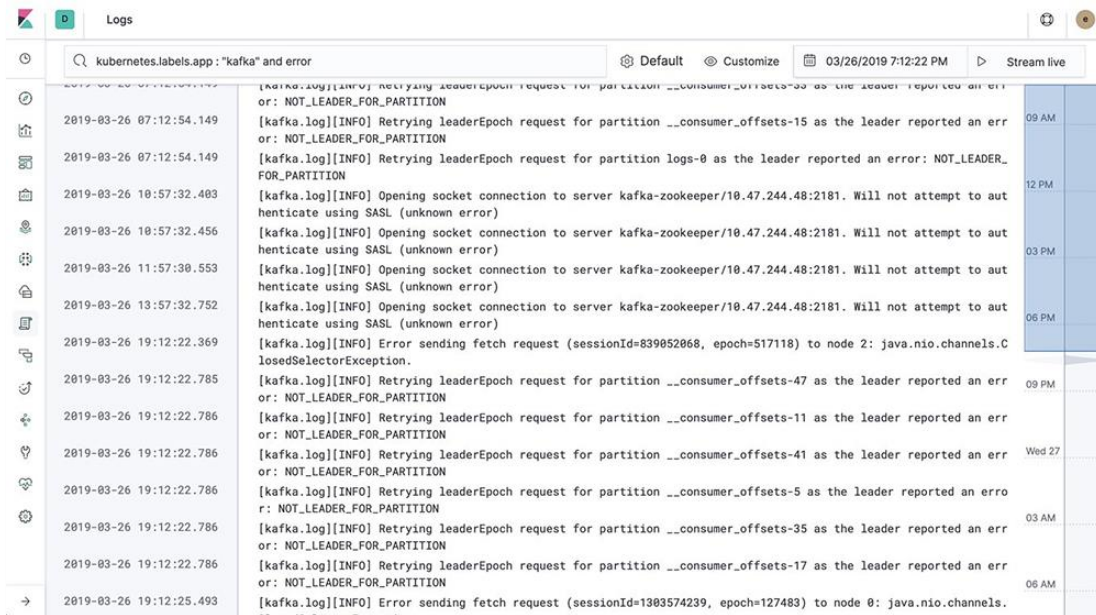 D
Logs
e
kubernetes.labels.app : "kafka" and error
Default
Customize
03/26/2019 7:12:22 PM
Stream live
[kafka.log][INFO] Retrying leaderEpoch request for partition __consumer_offsets-33 as the leader reported an err
or: NOT_LEADER_FOR_PARTITION
2019-03-26 07:12:54.149
[kafka.log][INFO] Retrying leaderEpoch request for partition __consumer_offsets-15 as the leader reported an err
or: NOT_LEADER_FOR_PARTITION
2019-03-26 07:12:54.149
[kafka.log][INFO] Retrying leaderEpoch request for partition logs-0 as the leader reported an error: NOT_LEADER_
FOR_PARTITION
2019-03-26 10:57:32.403
[kafka.log][INFO] Opening socket connection to server kafka-zookeeper/10.47.244.48:2181. Will not attempt to aut
henticate using SASL (unknown error)
2019-03-26 10:57:32.456
[kafka.log][INFO] Opening socket connection to server kafka-zookeeper/10.47.244.48:2181. Will not attempt to aut
henticate using SASL (unknown error)
2019-03-26 11:57:30.553
[kafka.log][INFO] Opening socket connection to server kafka-zookeeper/10.47.244.48:2181. Will not attempt to aut
henticate using SASL (unknown error)
2019-03-26 13:57:32.752
[kafka.log][INFO] Opening socket connection to server kafka-zookeeper/10.47.244.48:2181. Will not attempt to aut
henticate using SASL (unknown error)
2019-03-26 19:12:22.369
[kafka.log][INFO] Error sending fetch request (sessionId=839052068, epoch=517118) to node 2: java.nio.channels.C
losedSelectorException.
2019-03-26 19:12:22.785
[kafka.log][INFO] Retrying leaderEpoch request for partition __consumer_offsets-47 as the leader reported an err
or: NOT_LEADER_FOR_PARTITION
2019-03-26 19:12:22.786
[kafka.log][INFO] Retrying leaderEpoch request for partition __consumer_offsets-11 as the leader reported an err
or: NOT_LEADER_FOR_PARTITION
2019-03-26 19:12:22.786
[kafka.log][INFO] Retrying leaderEpoch request for partition __consumer_offsets-41 as the leader reported an err
or: NOT_LEADER_FOR_PARTITION
2019-03-26 19:12:22.786
[kafka.log][INFO] Retrying leaderEpoch request for partition __consumer_offsets-5 as the leader reported an erro
r: NOT_LEADER_FOR_PARTITION
2019-03-26 19:12:22.786
[kafka.log][INFO] Retrying leaderEpoch request for partition __consumer_offsets-35 as the leader reported an err
or: NOT_LEADER_FOR_PARTITION
2019-03-26 19:12:22.786
[kafka.log][INFO] Retrying leaderEpoch request for partition __consumer_offsets-17 as the leader reported an err
or: NOT_LEADER_FOR_PARTITION
2019-03-26 19:12:25.493
[kafka.log][INFO] Error sending fetch request (sessionId=1303574239, epoch=127483) to node 0: java.nio.channels.
09 AM
12 PM
03 PM
06 PM
09 PM
Wed 27
03 AM
06 AM